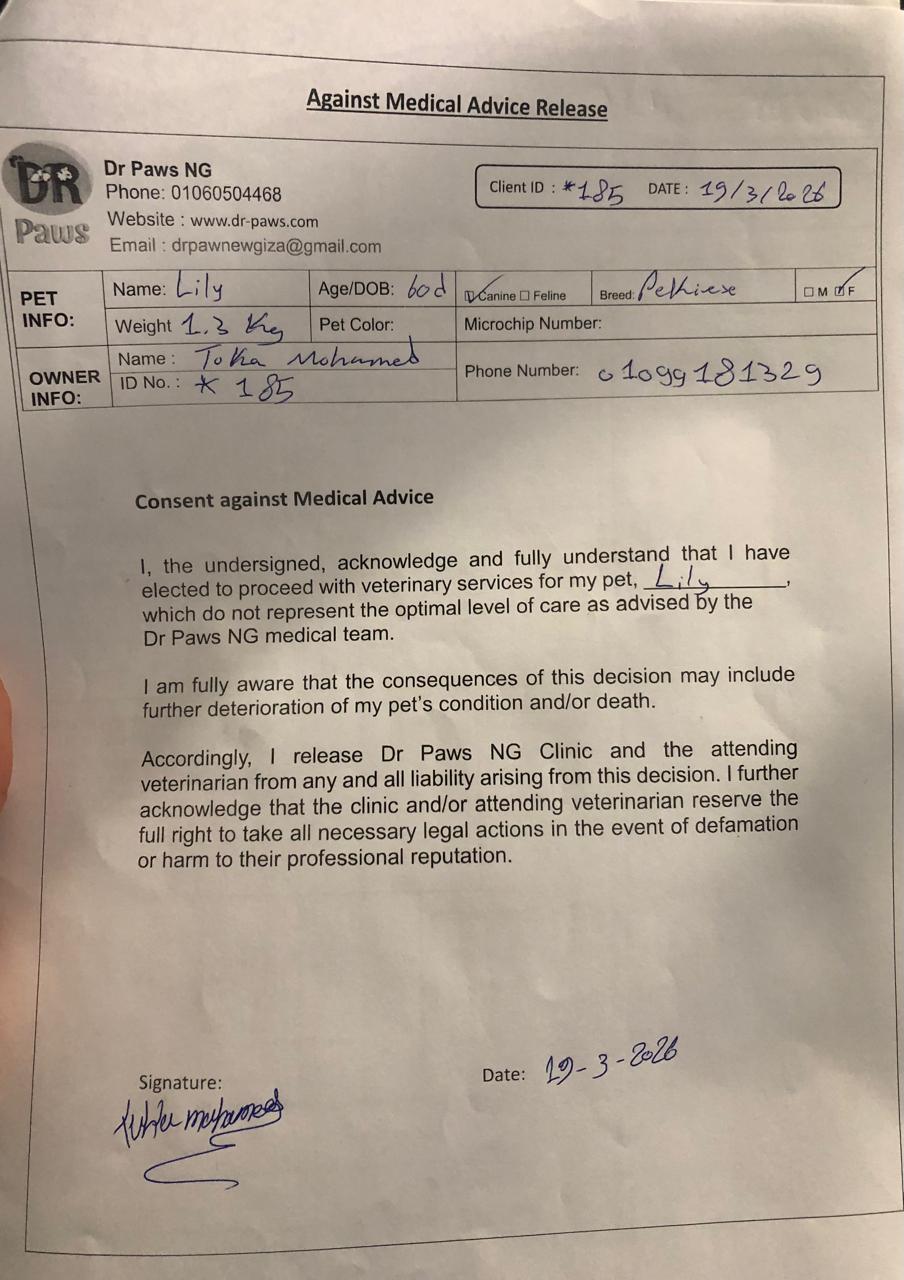 Against Medical Advice Release
DR
Paws
Dr Paws NG
Phone: 01060504468
Website : www.dr-paws.com
Email : drpawnewgiza@gmail.com
Client ID : *185 DATE : 19/3/2026
PET INFO:
Name: Lily
Age/DOB: 60d
Canine Feline
Breed:
M F
Weight 1.3 Kg
Pet Color:
Microchip Number:
OWNER INFO:
Name : Toka Mohamed
ID No. : * 185
Phone Number: 01099181329
Consent against Medical Advice
I, the undersigned, acknowledge and fully understand that I have
elected to proceed with veterinary services for my pet, Lily,
which do not represent the optimal level of care as advised by the
Dr Paws NG medical team.
I am fully aware that the consequences of this decision may include
further deterioration of my pet's condition and/or death.
Accordingly, I release Dr Paws NG Clinic and the attending
veterinarian from any and all liability arising from this decision. I further
acknowledge that the clinic and/or attending veterinarian reserve the
full right to take all necessary legal actions in the event of defamation
or harm to their professional reputation.
Signature:
Date: 19-3-2026
mohamed